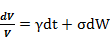 dV/V = γdt + σdW